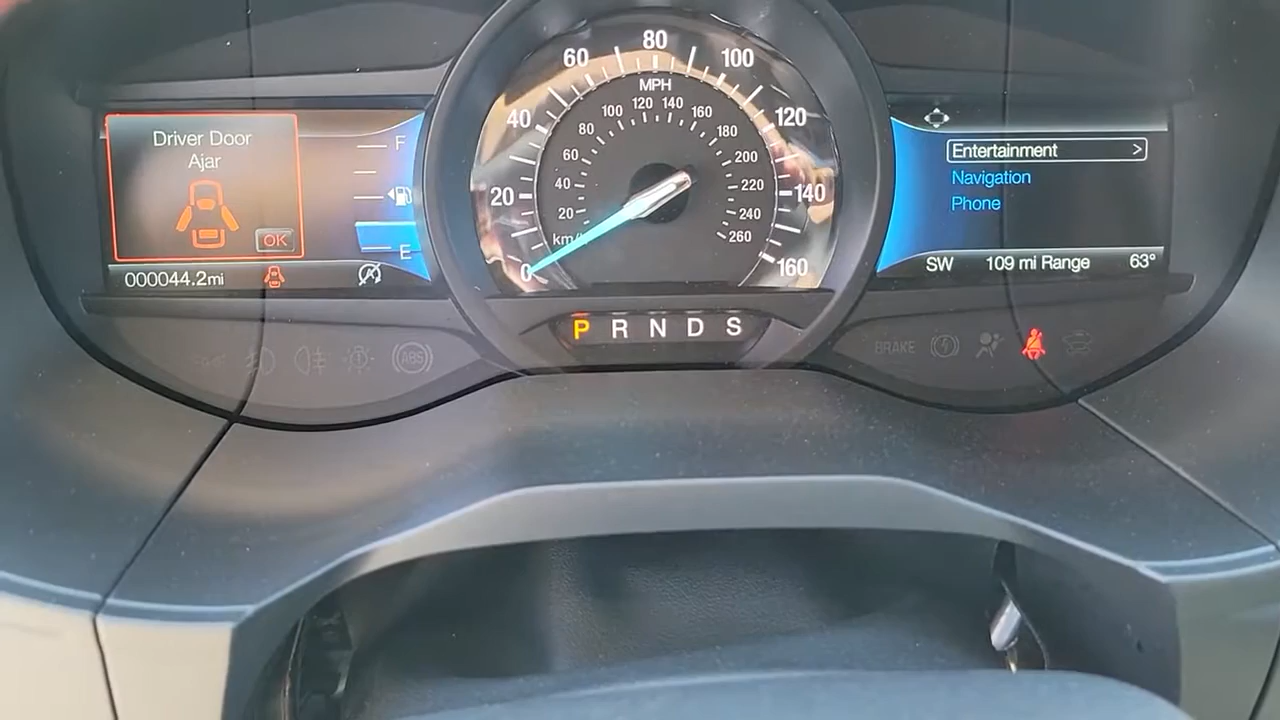 Driver Door
Ajar
OK
000044.2mi
F
E
0
20
40
60
80
100
120
140
160
MPH
km/h
20
40
60
80
100
120
140
160
180
200
220
240
260
P R N D S
ABS
BRAKE
Entertainment >
Navigation
Phone
SW 109 mi Range 63°